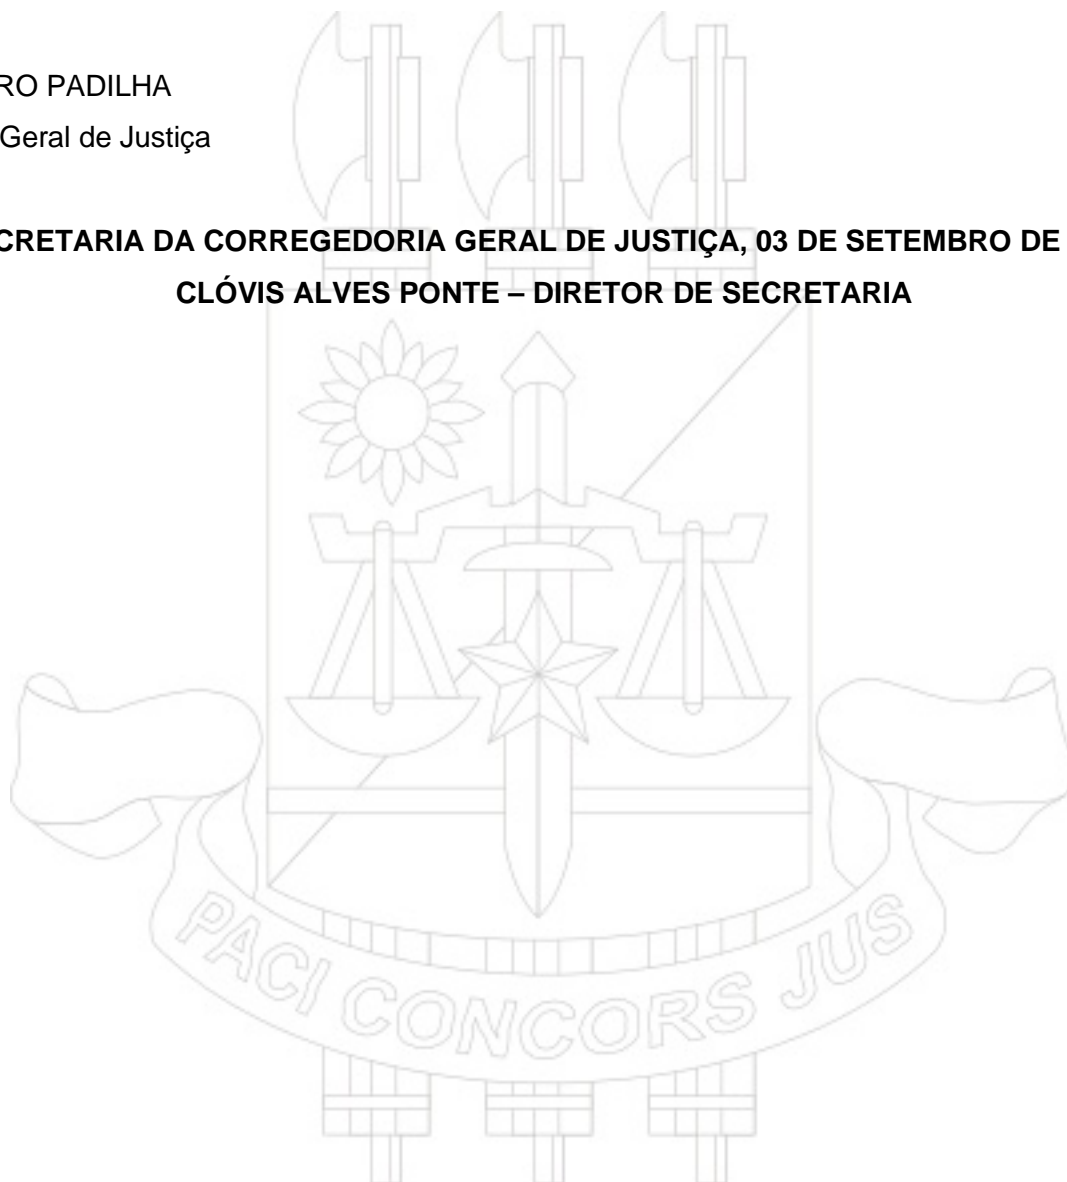 RO PADILHA
Geral de Justiça
CRETARIA DA CORREGEDORIA GERAL DE JUSTIÇA, 03 DE SETEMBRO DE
CLÓVIS ALVES PONTE – DIRETOR DE SECRETARIA
PACI CONCORS JUS